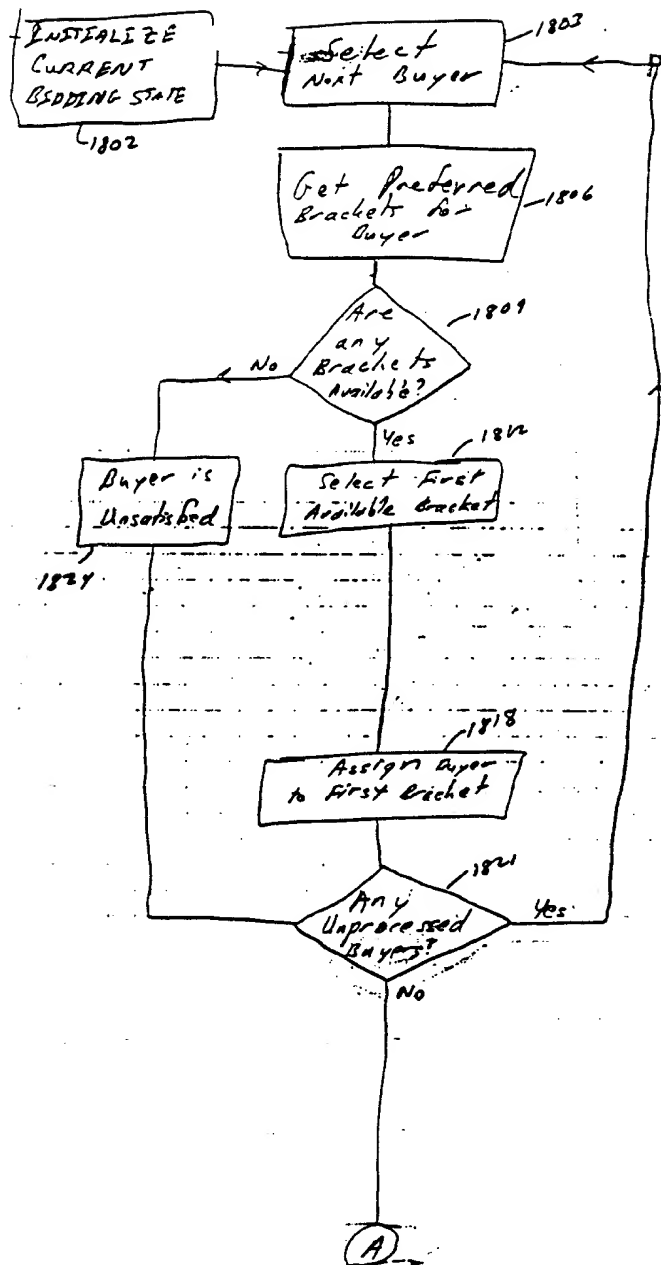 INITIALIZE
CURRENT
BIDDING STATE
1802
Select
Next Buyer
1803
Get Preferred
Brackets for
Buyer
1806
Are
any
Brackets
Available?
1809
No
Yes
Buyer is
Unsatisfied
1824
Select First
Available Bracket
1812
Assign Buyer
to First Bracket
1818
Any
Unprocessed
Buyers?
1821
Yes
No
A